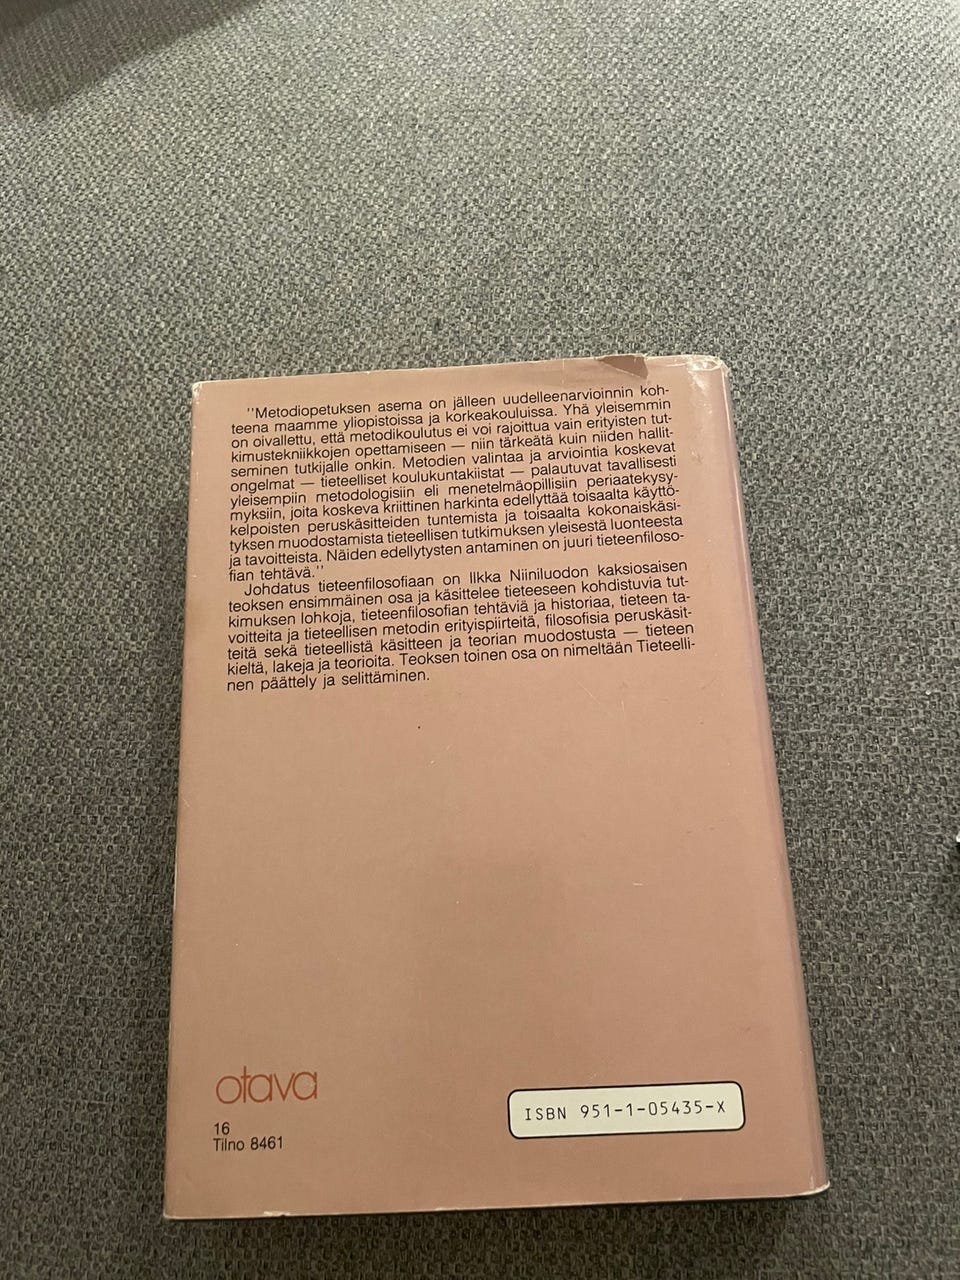 "Metodiopetuksen asema on jälleen uudelleenarvioinnin koh-
teena maamme yliopistoissa ja korkeakouluissa. Yhä yleisemmin
on oivallettu, että metodikoulutus ei voi rajoittua vain erityisten tut-
kimustekniikkojen opettamiseen — niin tärkeätä kuin niiden hallit-
seminen tutkijalle onkin. Metodien valintaa ja arviointia koskevat
ongelmat — tieteelliset koulukuntakiistat — palautuvat tavallisesti
yleisempiin metodologisiin eli menetelmäopillisiin periaatekysy-
myksiin, joita koskeva kriittinen harkinta edellyttää toisaalta käyttö-
kelpoisten peruskäsitteiden tuntemista ja toisaalta kokonaiskäsi-
tyksen muodostamista tieteellisen tutkimuksen yleisestä luonteesta
ja tavoitteista. Näiden edellytysten antaminen on juuri tieteenfiloso-
fian tehtävä."
Johdatus tieteenfilosofiaan on Ilkka Niiniluodon kaksiosaisen
teoksen ensimmäinen osa ja käsittelee tieteeseen kohdistuvia tut-
kimuksen lohkoja, tieteenfilosofian tehtäviä ja historiaa, tieteen ta-
voitteita ja tieteellisen metodin erityispiirteitä, filosofisia peruskäsit-
teitä sekä tieteellistä käsitteen ja teorian muodostusta — tieteen
kieltä, lakeja ja teorioita. Teoksen toinen osa on nimeltään Tieteelli-
nen päättely ja selittäminen.
otava
16
Tilno 8461
ISBN 951-1-05435-X